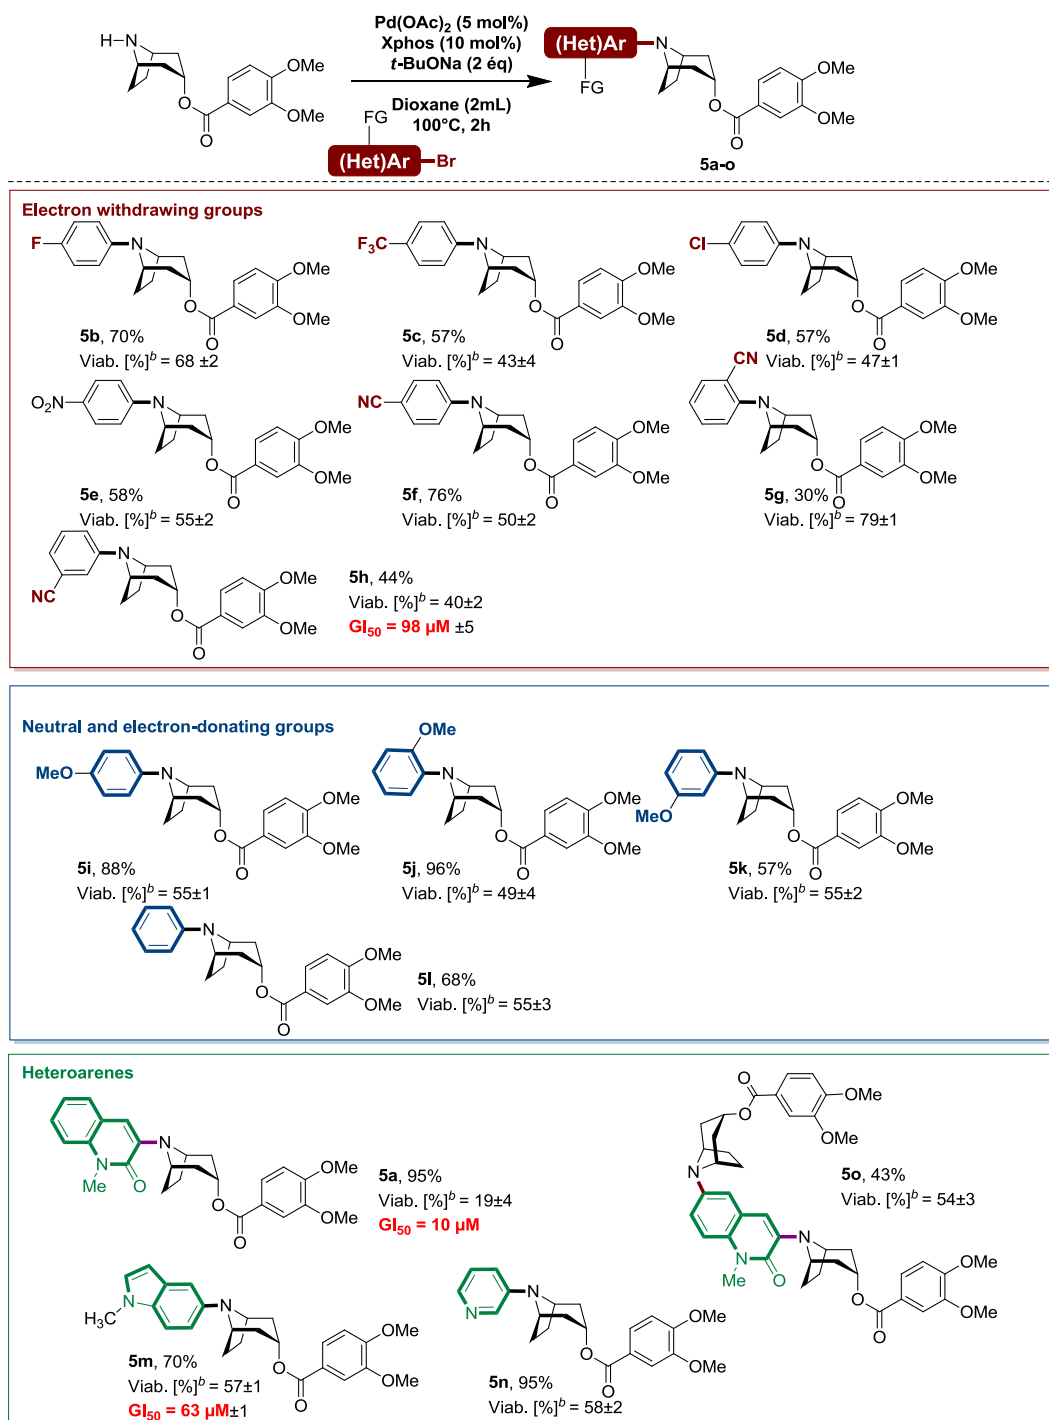 Pd(OAc)2 (5 mol%)
Xphos (10 mol%)
t-BuONa (2 éq)
Dioxane (2mL)
100°C, 2h
H-N
O
O
OMe
OMe
FG
(Het)Ar-Br
(Het)Ar-N
FG
O
O
OMe
OMe
5a-o
Electron withdrawing groups
F
N
O
O
OMe
OMe
5b, 70%
Viab. [%]b = 68 ±2
F3C
N
O
O
OMe
OMe
5c, 57%
Viab. [%]b = 43±4
Cl
N
O
O
OMe
OMe
5d, 57%
Viab. [%]b = 47±1
O2N
N
O
O
OMe
OMe
5e, 58%
Viab. [%]b = 55±2
NC
N
O
O
OMe
OMe
5f, 76%
Viab. [%]b = 50±2
CN
N
O
O
OMe
OMe
5g, 30%
Viab. [%]b = 79±1
NC
N
O
O
OMe
OMe
5h, 44%
Viab. [%]b = 40±2
GI50 = 98 µM ±5
Neutral and electron-donating groups
MeO
N
O
O
OMe
OMe
5i, 88%
Viab. [%]b = 55±1
OMe
N
O
O
OMe
OMe
5j, 96%
Viab. [%]b = 49±4
MeO
N
O
O
OMe
OMe
5k, 57%
Viab. [%]b = 55±2
N
O
O
OMe
OMe
5l, 68%
Viab. [%]b = 55±3
Heteroarenes
N
N
Me
O
O
O
OMe
OMe
5a, 95%
Viab. [%]b = 19±4
GI50 = 10 µM
O
O
OMe
OMe
N
N
N
Me
O
O
O
OMe
OMe
5o, 43%
Viab. [%]b = 54±3
N
H3C
N
O
O
OMe
OMe
5m, 70%
Viab. [%]b = 57±1
GI50 = 63 µM±1
N
N
O
O
OMe
OMe
5n, 95%
Viab. [%]b = 58±2